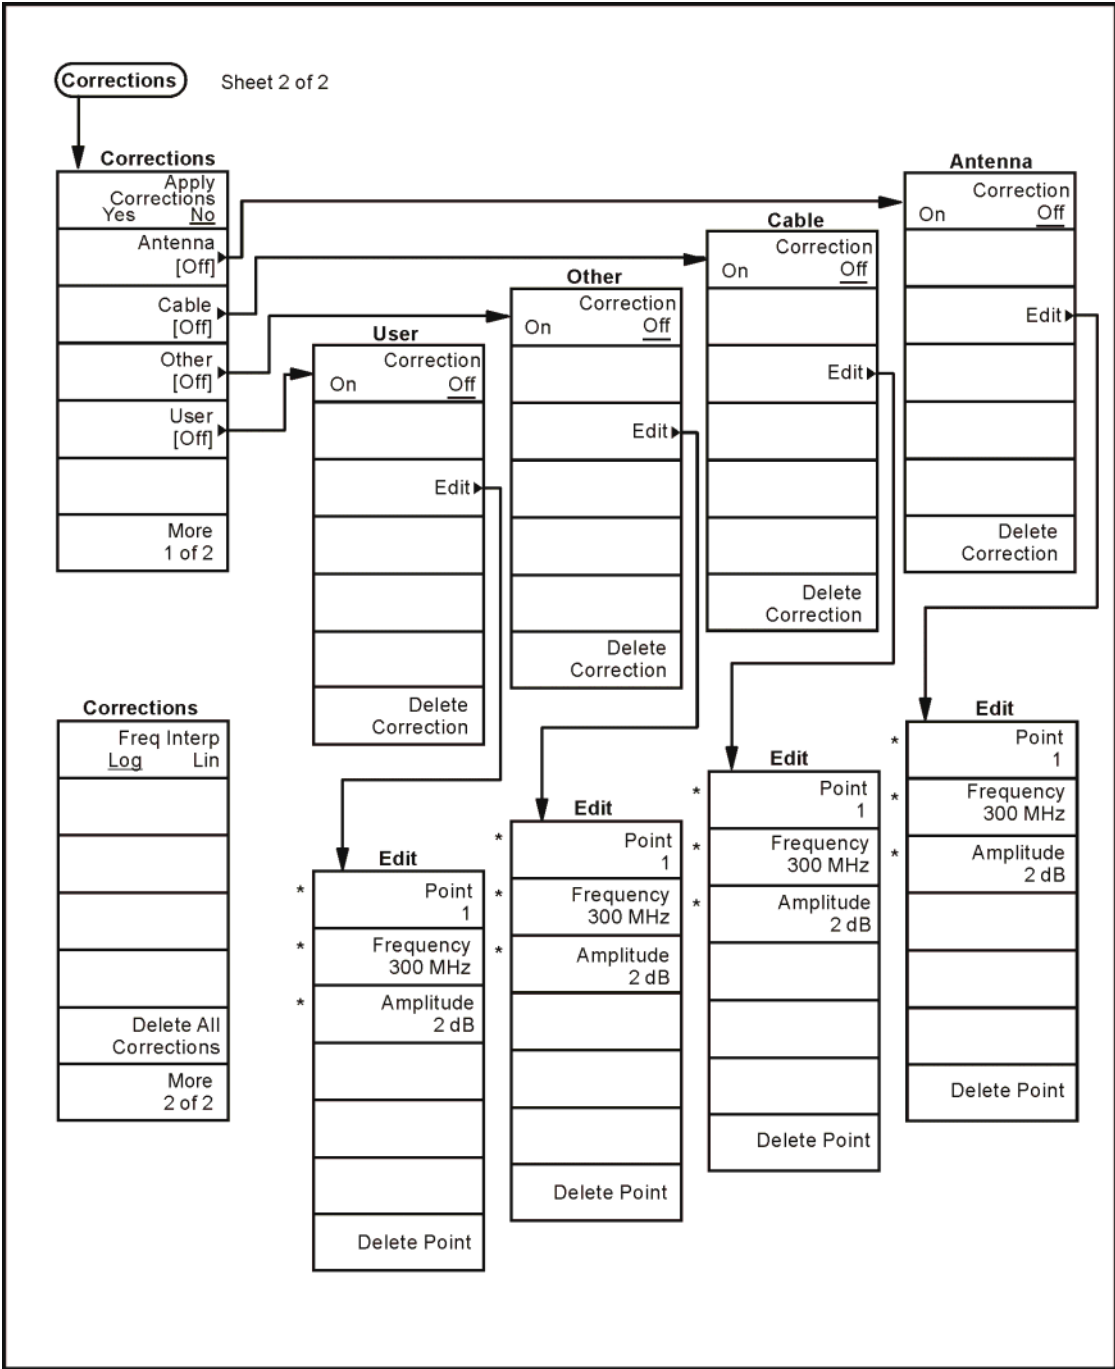 Corrections
Sheet 2 of 2
Corrections
Apply
Corrections
Yes No
Antenna
[Off]
Cable
[Off]
Other
[Off]
User
[Off]
More
1 of 2
User
Correction
On Off
Edit
Delete
Correction
Other
Correction
On Off
Edit
Delete
Correction
Cable
Correction
On Off
Edit
Delete
Correction
Antenna
Correction
On Off
Edit
Delete
Correction
Corrections
Freq Interp
Log Lin
Delete All
Corrections
More
2 of 2
Edit
* Point
1
* Frequency
300 MHz
* Amplitude
2 dB
Delete Point
Edit
* Point
1
* Frequency
300 MHz
* Amplitude
2 dB
Delete Point
Edit
* Point
1
* Frequency
300 MHz
* Amplitude
2 dB
Delete Point
Edit
* Point
1
* Frequency
300 MHz
* Amplitude
2 dB
Delete Point